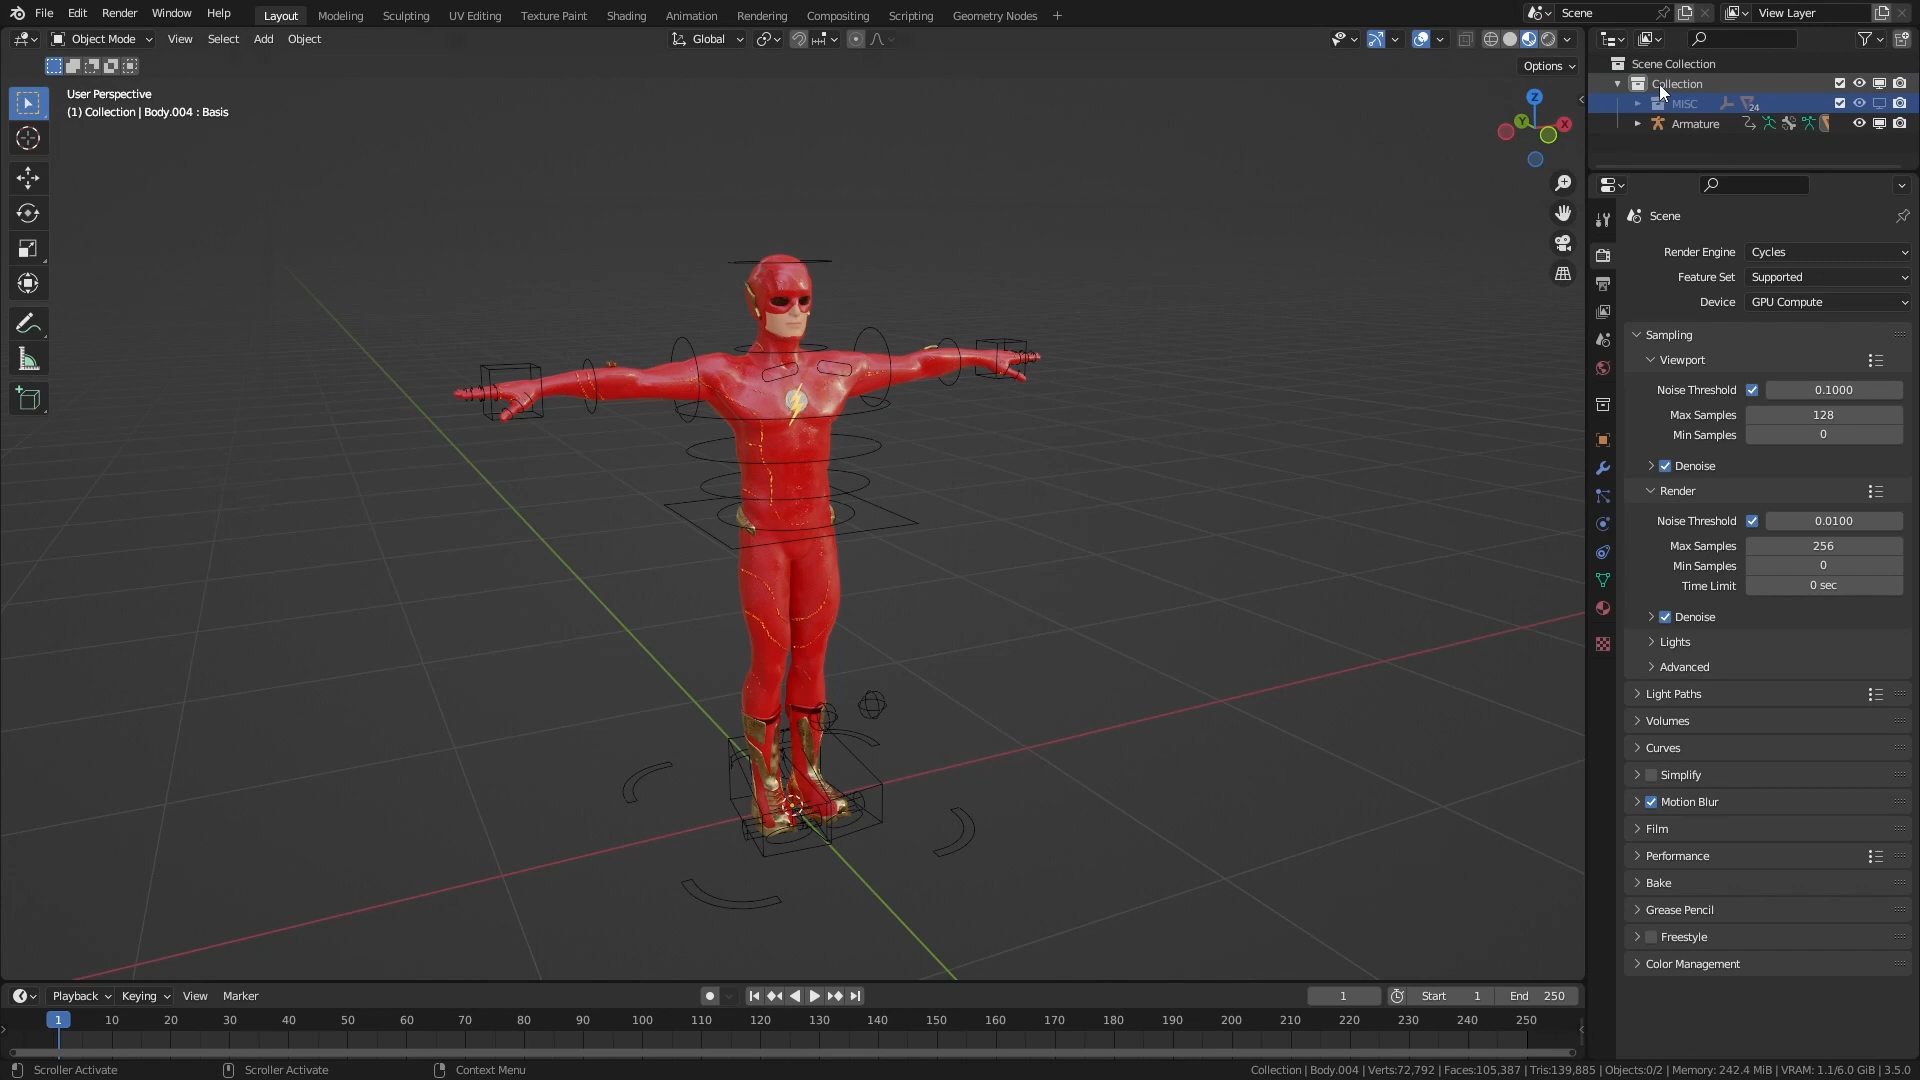 File Edit Render Window Help Layout Modeling Sculpting UV Editing Texture Paint Shading Animation Rendering Compositing Scripting Geometry Nodes + Scene View Layer
Object Mode View Select Add Object Global
Options
User Perspective
(1) Collection | Body.004 : Basis
Z
Y
X
Scene Collection
Collection
MISC 24
Armature
Scene
Render Engine Cycles
Feature Set Supported
Device GPU Compute
Sampling
Viewport
Noise Threshold 0.1000
Max Samples 128
Min Samples 0
Denoise
Render
Noise Threshold 0.0100
Max Samples 256
Min Samples 0
Time Limit 0 sec
Denoise
Lights
Advanced
Light Paths
Volumes
Curves
Simplify
Motion Blur
Film
Performance
Bake
Grease Pencil
Freestyle
Color Management
Playback Keying View Marker 1 Start 1 End 250
1 10 20 30 40 50 60 70 80 90 100 110 120 130 140 150 160 170 180 190 200 210 220 230 240 250
Scroller Activate Scroller Activate Context Menu Collection | Body.004 | Verts:72,792 | Faces:105,387 | Tris:139,885 | Objects:0/2 | Memory: 242.4 MiB | VRAM: 1.1/6.0 GiB | 3.5.0